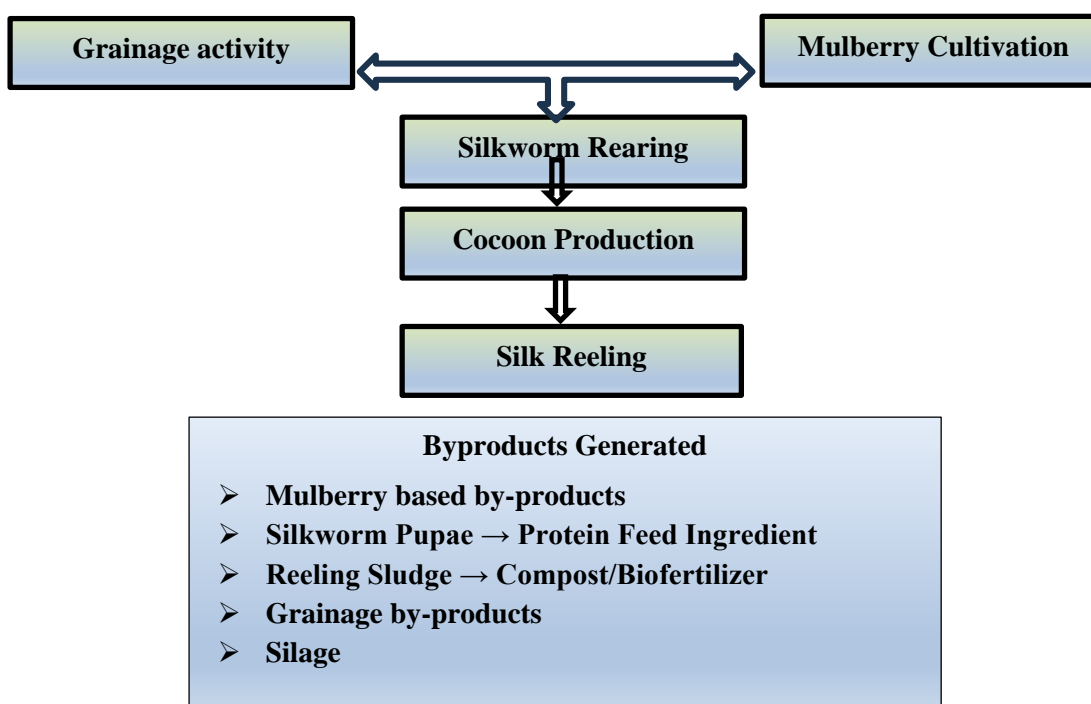 Grainage activity
Mulberry Cultivation
Silkworm Rearing
Cocoon Production
Silk Reeling
Byproducts Generated
➢ Mulberry based by-products
➢ Silkworm Pupae → Protein Feed Ingredient
➢ Reeling Sludge → Compost/Biofertilizer
➢ Grainage by-products
➢ Silage